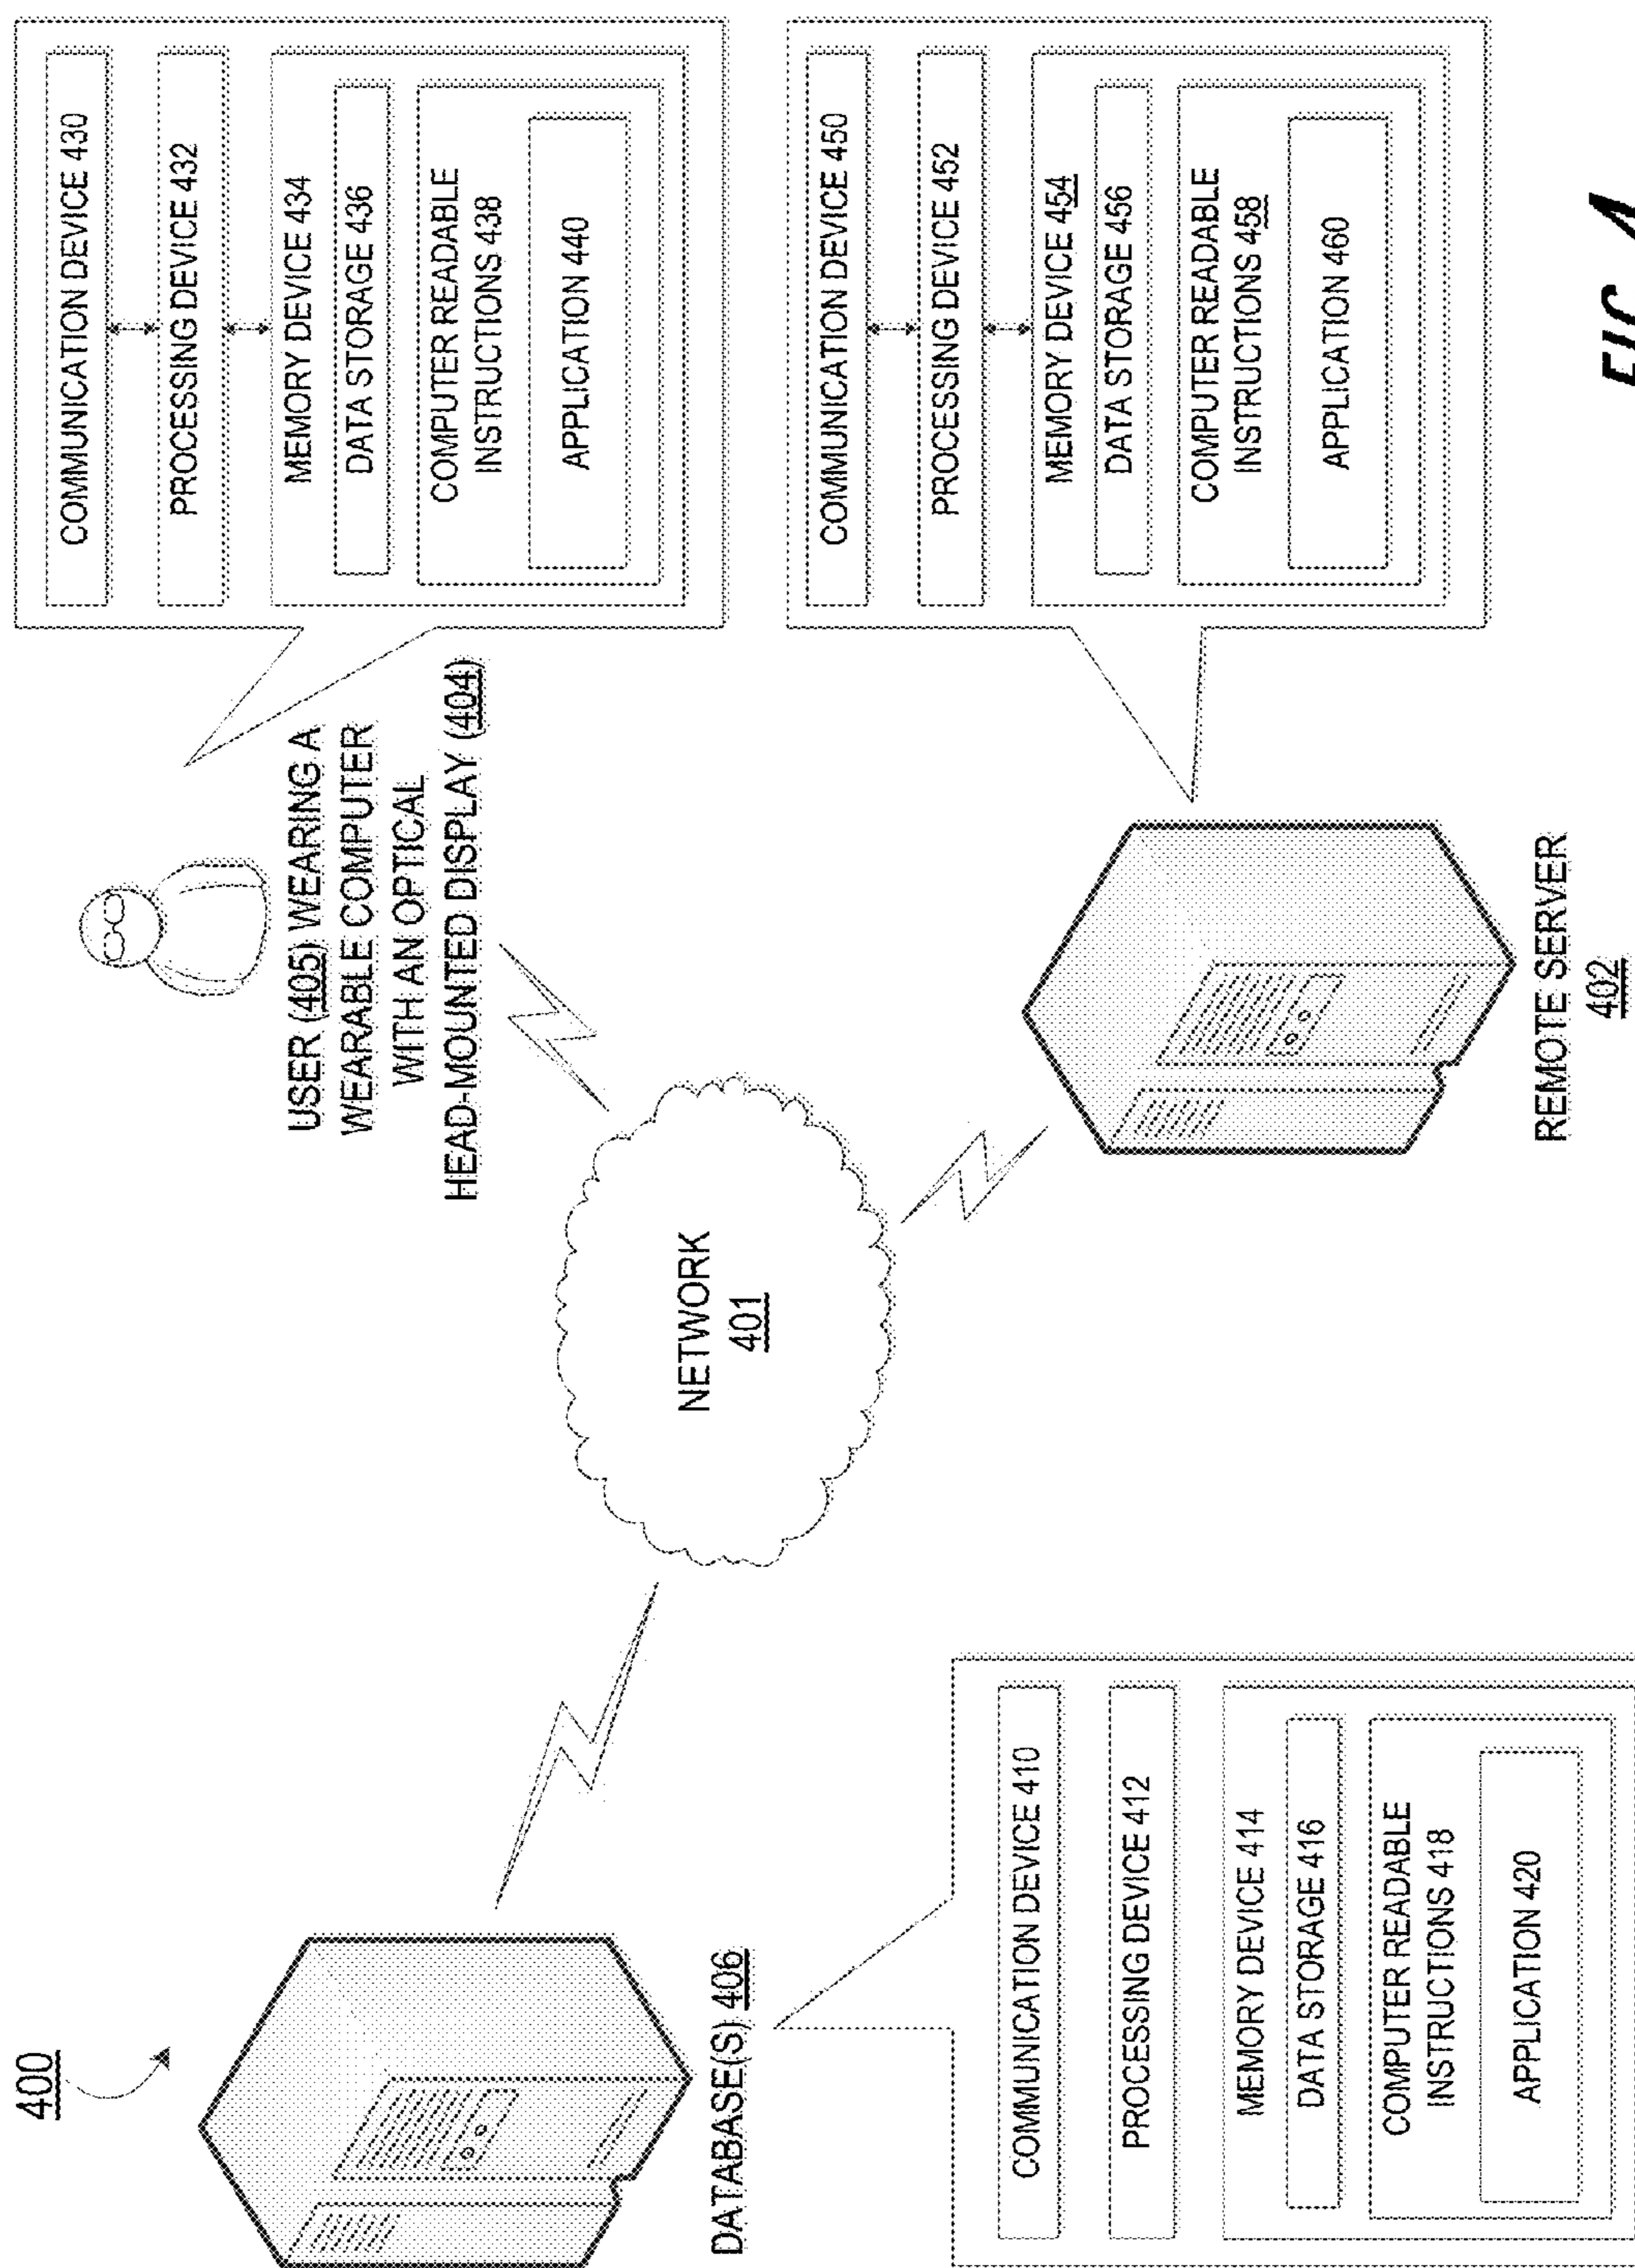 400
DATABASE(S) 406
COMMUNICATION DEVICE 410
PROCESSING DEVICE 412
MEMORY DEVICE 414
DATA STORAGE 416
COMPUTER READABLE
INSTRUCTIONS 418
APPLICATION 420
NETWORK
401
USER (405) WEARING A
WEARABLE COMPUTER
WITH AN OPTICAL
HEAD-MOUNTED DISPLAY (404)
COMMUNICATION DEVICE 430
PROCESSING DEVICE 432
MEMORY DEVICE 434
DATA STORAGE 436
COMPUTER READABLE
INSTRUCTIONS 438
APPLICATION 440
REMOTE SERVER
402
COMMUNICATION DEVICE 450
PROCESSING DEVICE 452
MEMORY DEVICE 454
DATA STORAGE 456
COMPUTER READABLE
INSTRUCTIONS 458
APPLICATION 460
FIG. 4